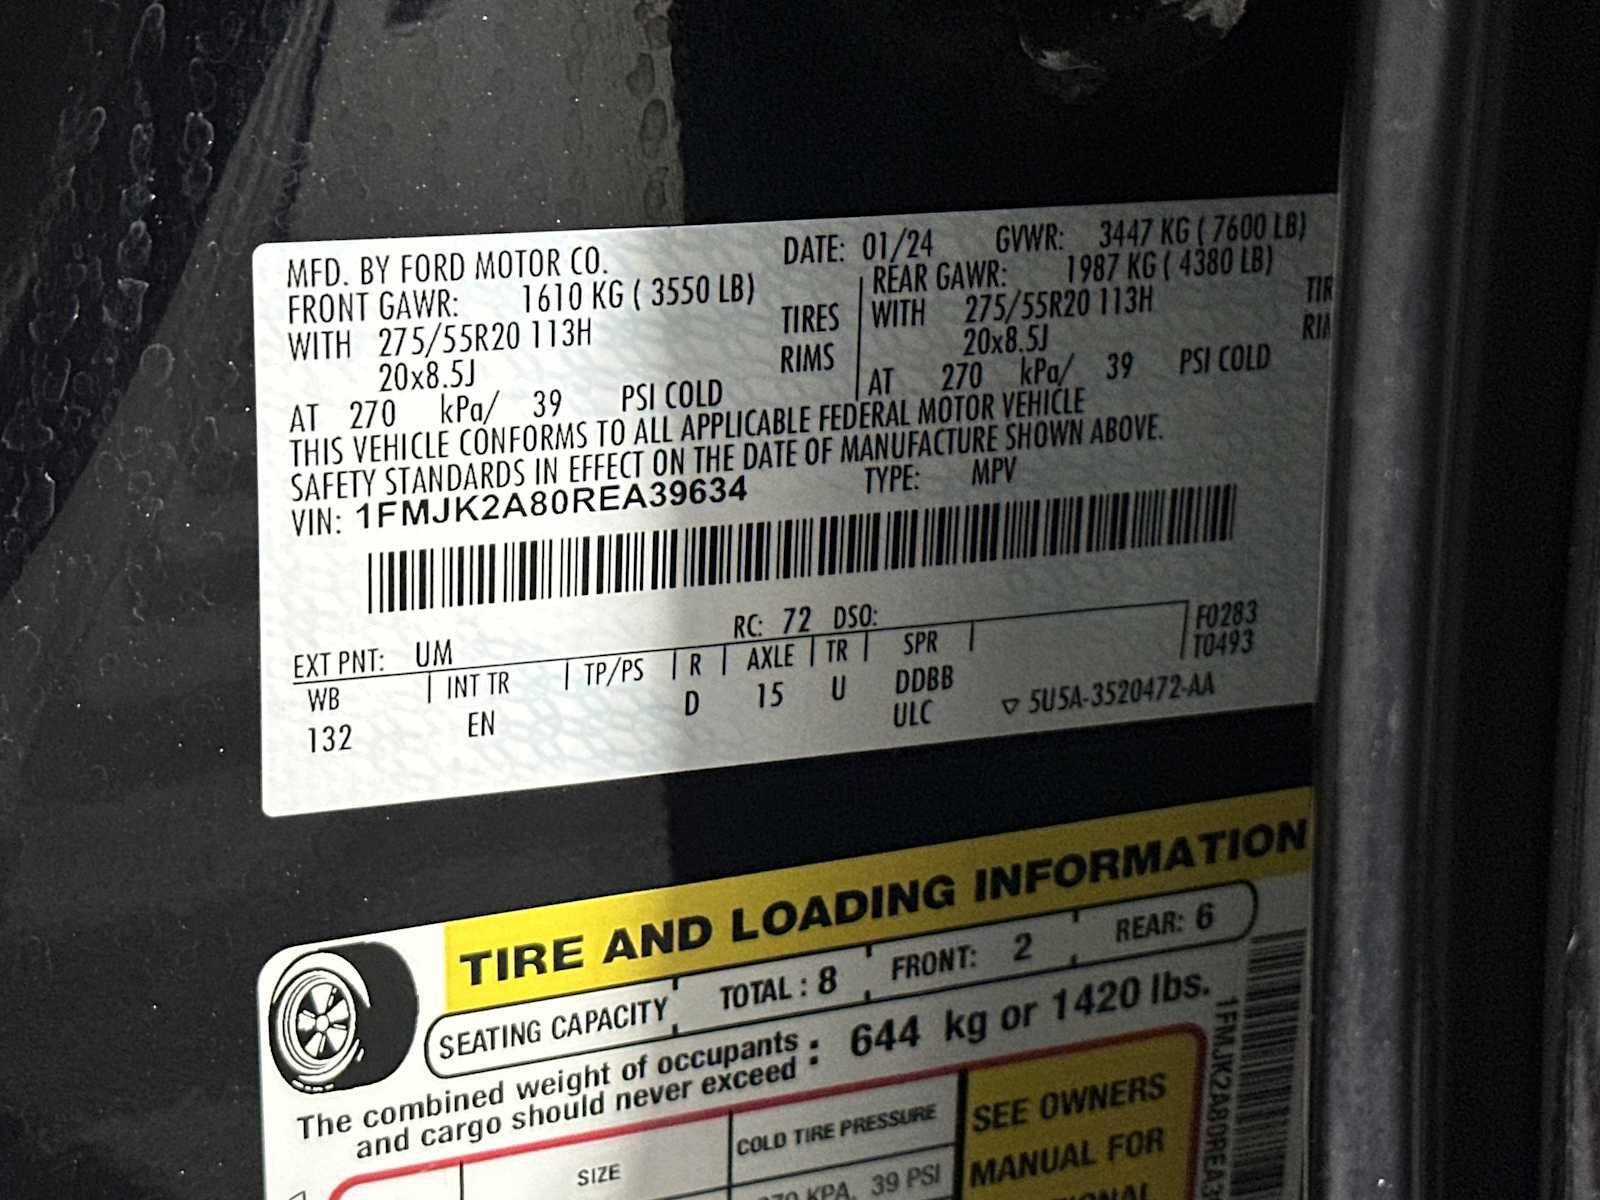 MFD. BY FORD MOTOR CO. DATE: 01/24 GVWR: 3447 KG ( 7600 LB)
FRONT GAWR: 1610 KG ( 3550 LB) REAR GAWR: 1987 KG ( 4380 LB)
WITH 275/55R20 113H TIRES WITH 275/55R20 113H TIR
20x8.5J RIMS 20x8.5J RIM
AT 270 kPa/ 39 PSI COLD AT 270 kPa/ 39 PSI COLD
THIS VEHICLE CONFORMS TO ALL APPLICABLE FEDERAL MOTOR VEHICLE
SAFETY STANDARDS IN EFFECT ON THE DATE OF MANUFACTURE SHOWN ABOVE.
VIN: 1FMJK2A80REA39634 TYPE: MPV
EXT PNT: UM RC: 72 DSO: F0283
WB INT TR TP/PS R AXLE TR SPR T0493
132 EN D 15 U DDBB
ULC ▽ 5U5A-3520472-AA
TIRE AND LOADING INFORMATION
SEATING CAPACITY TOTAL : 8 FRONT: 2 REAR: 6
The combined weight of occupants
and cargo should never exceed : 644 kg or 1420 lbs.
SIZE COLD TIRE PRESSURE SEE OWNERS
KPA, 39 PSI MANUAL FOR
1FMJK2A80REA3